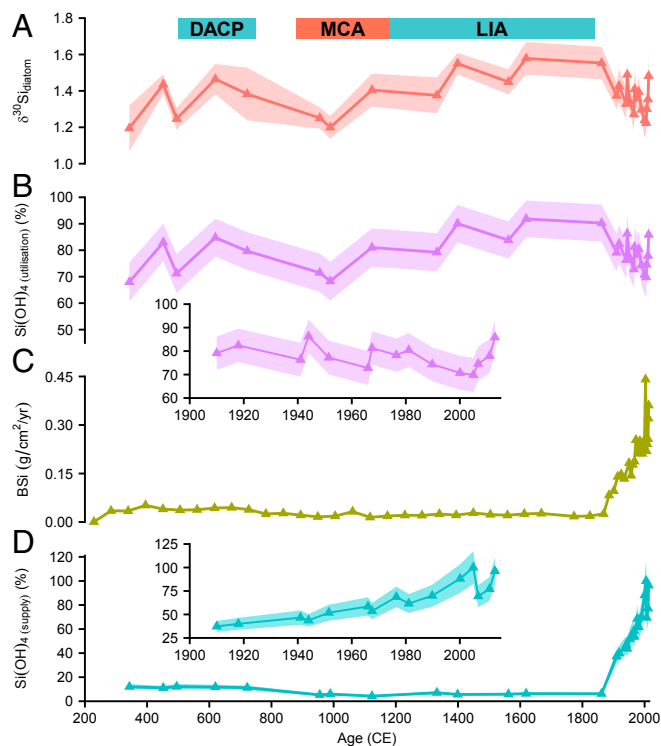 A
DACP MCA LIA
1.8
1.6
1.4
1.2
1.0
δ30Sidiatom
B
100
90
80
70
60
50
Si(OH)4 (utilisation) (%)
100
90
80
70
60
1900 1920 1940 1960 1980 2000
C
0.45
0.30
0.15
0.00
BSi (g/cm2/yr)
D
120
100
80
60
40
20
0
Si(OH)4 (supply) (%)
125
100
75
50
25
1900 1920 1940 1960 1980 2000
200 400 600 800 1000 1200 1400 1600 1800 2000
Age (CE)